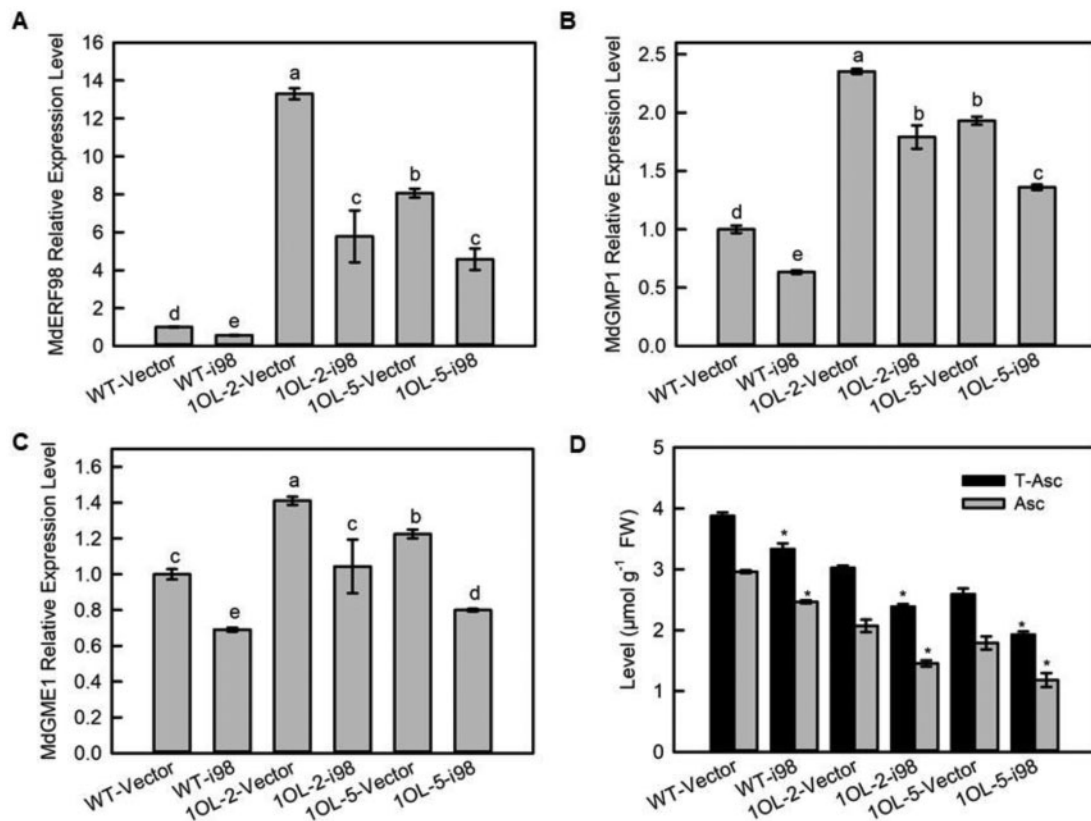 A
MdERF98 Relative Expression Level
16
14
12
10
8
6
4
2
0
d
e
a
c
b
c
WT-Vector
WT-i98
1OL-2-Vector
1OL-2-i98
1OL-5-Vector
1OL-5-i98
B
MdGMP1 Relative Expression Level
2.5
2.0
1.5
1.0
0.5
0.0
d
e
a
b
b
c
WT-Vector
WT-i98
1OL-2-Vector
1OL-2-i98
1OL-5-Vector
1OL-5-i98
C
MdGME1 Relative Expression Level
1.6
1.4
1.2
1.0
0.8
0.6
0.4
0.2
0.0
c
e
a
c
b
d
WT-Vector
WT-i98
1OL-2-Vector
1OL-2-i98
1OL-5-Vector
1OL-5-i98
D
Level (μmol g⁻¹ FW)
5
4
3
2
1
0
T-Asc
Asc
*
*
*
*
*
*
WT-Vector
WT-i98
1OL-2-Vector
1OL-2-i98
1OL-5-Vector
1OL-5-i98